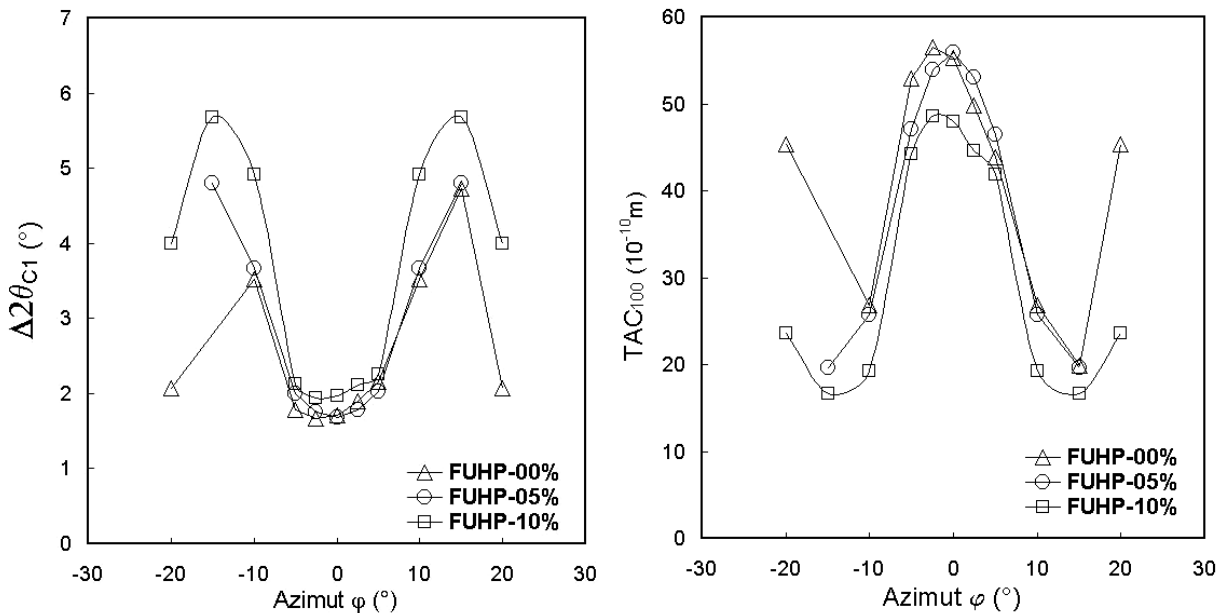 7
6
5
4
3
2
1
0
Δ2θC1 (°)
-30 -20 -10 0 10 20 30
Azimut φ (°)
FUHP-00%
FUHP-05%
FUHP-10%
60
50
40
30
20
10
0
TAC100 (10-10m)
-30 -20 -10 0 10 20 30
Azimut φ (°)
FUHP-00%
FUHP-05%
FUHP-10%